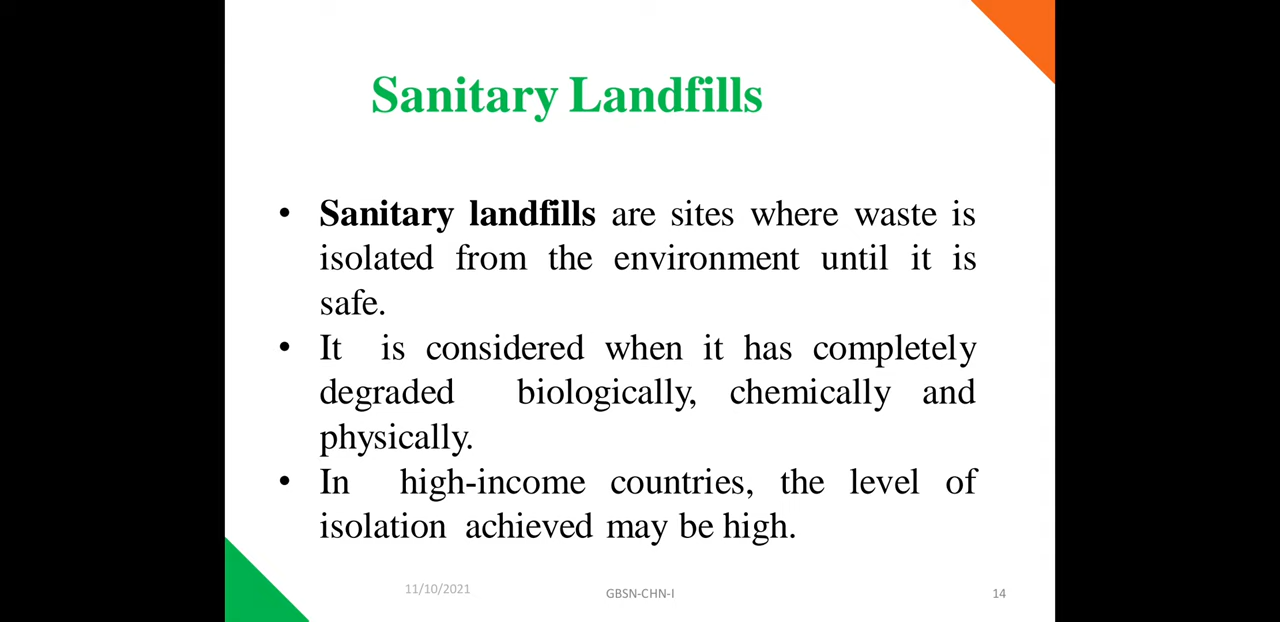 Sanitary Landfills
• Sanitary landfills are sites where waste is
isolated from the environment until it is
safe.
• It is considered when it has completely
degraded biologically, chemically and
physically.
• In high-income countries, the level of
isolation achieved may be high.
11/10/2021
GBSN-CHN-I
14